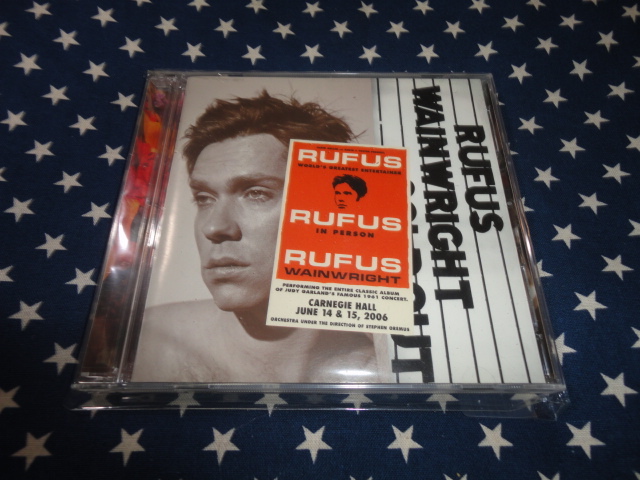 RUFUS
WAINWRIGHT
RUFUS
WORLD'S GREATEST ENTERTAINER
RUFUS
IN PERSON
RUFUS
WAINWRIGHT
PERFORMING THE ENTIRE CLASSIC ALBUM
OF JUDY GARLAND'S FAMOUS 1961 CONCERT.
CARNEGIE HALL
JUNE 14 & 15, 2006
ORCHESTRA UNDER THE DIRECTION OF STEPHEN OREMUS